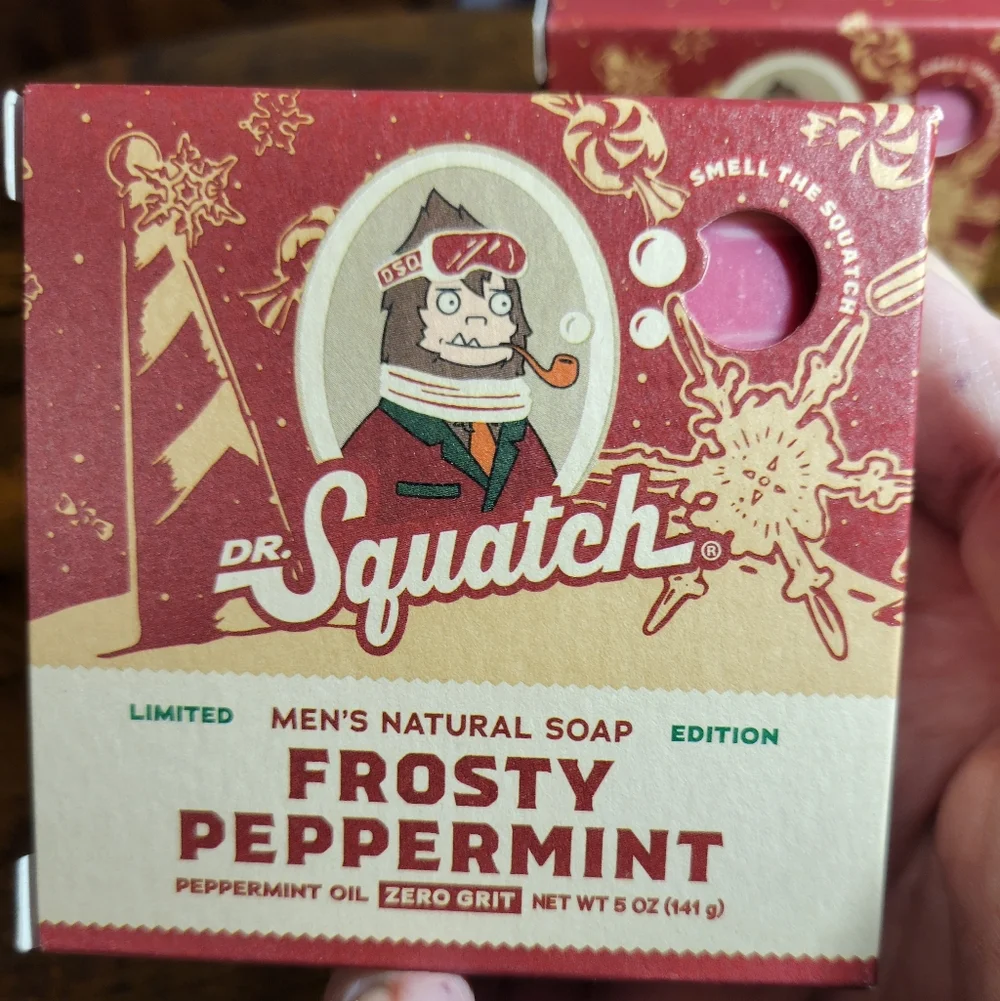 SMELL THE SQUATCH
DSQ
DR. Squatch ®
LIMITED MEN'S NATURAL SOAP EDITION
FROSTY
PEPPERMINT
PEPPERMINT OIL ZERO GRIT NET WT 5 OZ (141 g)